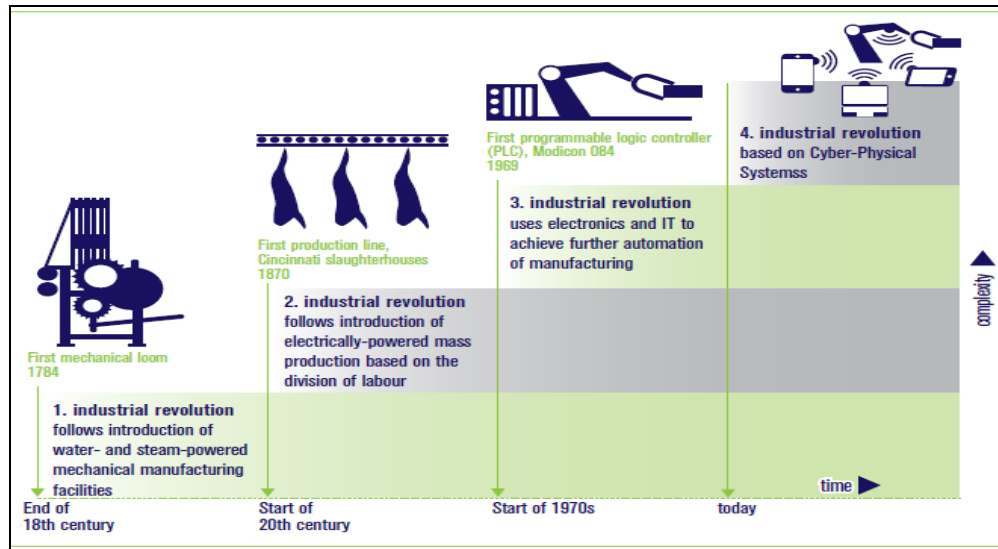 First mechanical loom
1784
1. industrial revolution
follows introduction of
water- and steam-powered
mechanical manufacturing
facilities
End of
18th century
First production line,
Cincinnati slaughterhouses
1870
2. industrial revolution
follows introduction of
electrically-powered mass
production based on the
division of labour
Start of
20th century
First programmable logic controller
(PLC), Modicon 084
1969
3. industrial revolution
uses electronics and IT to
achieve further automation
of manufacturing
Start of 1970s
4. industrial revolution
based on Cyber-Physical
Systemss
today
time
complexity